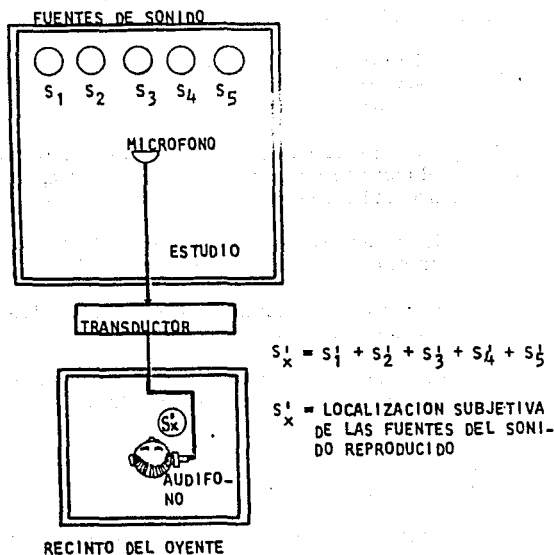 FUENTES DE SONIDO
S1 S2 S3 S4 S5
MICROFONO
ESTUDIO
TRANSDUCTOR
S'x = S'1 + S'2 + S'3 + S'4 + S'5
S'x = LOCALIZACION SUBJETIVA
DE LAS FUENTES DEL SONI-
DO REPRODUCIDO
S'x
AUDIFO-
NO
RECINTO DEL OYENTE